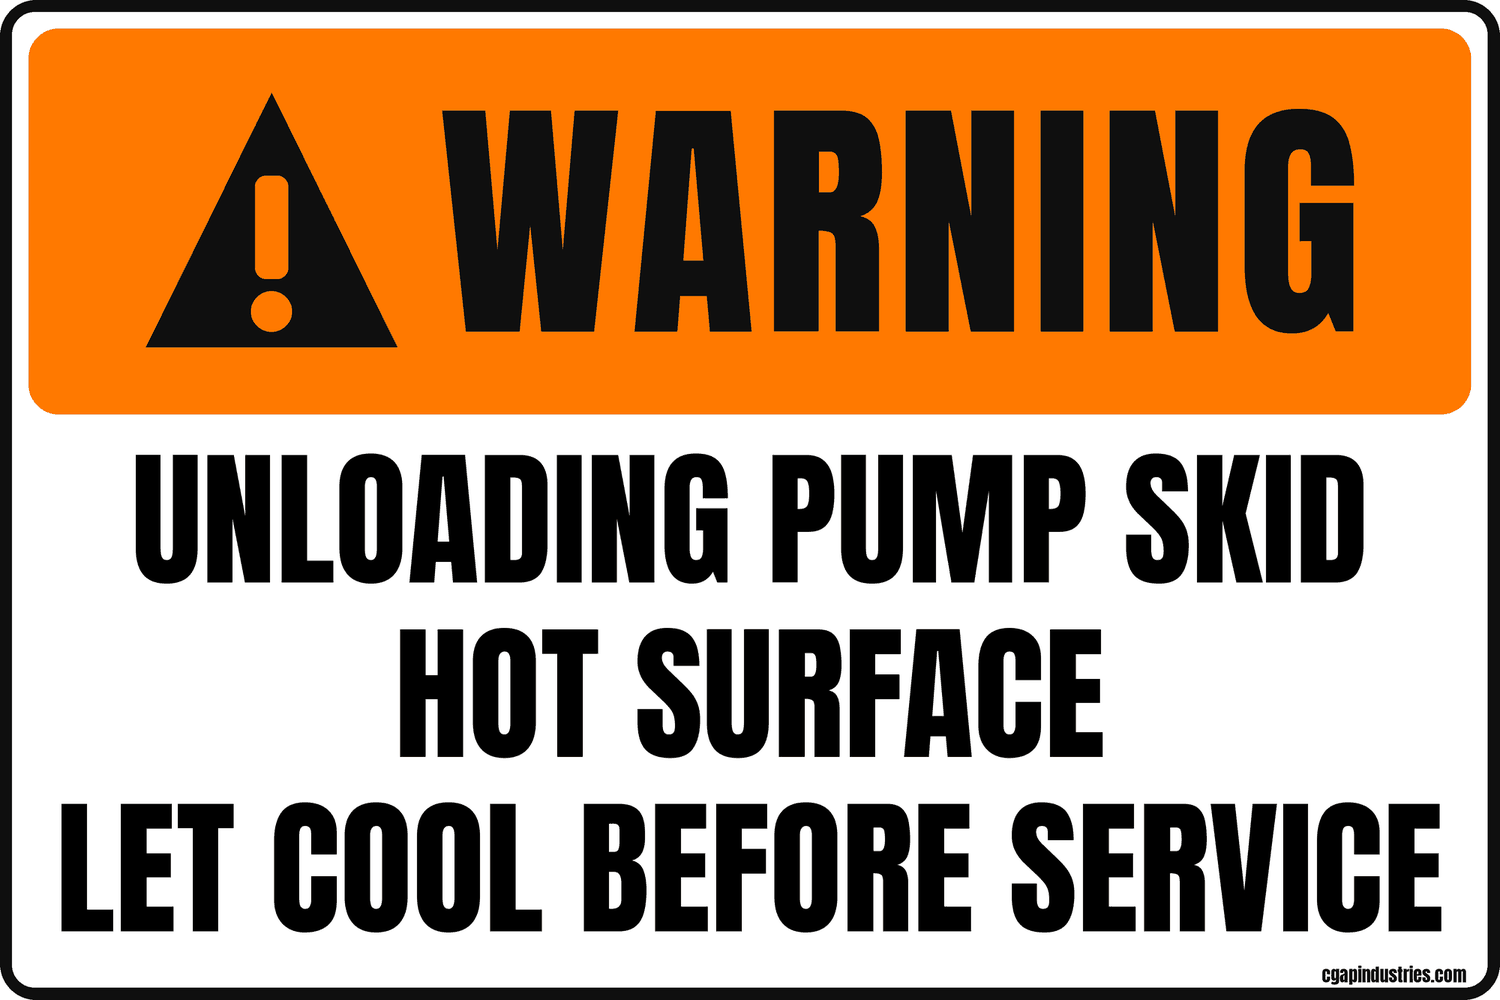 WARNING
UNLOADING PUMP SKID
HOT SURFACE
LET COOL BEFORE SERVICE
cgapindustries.com